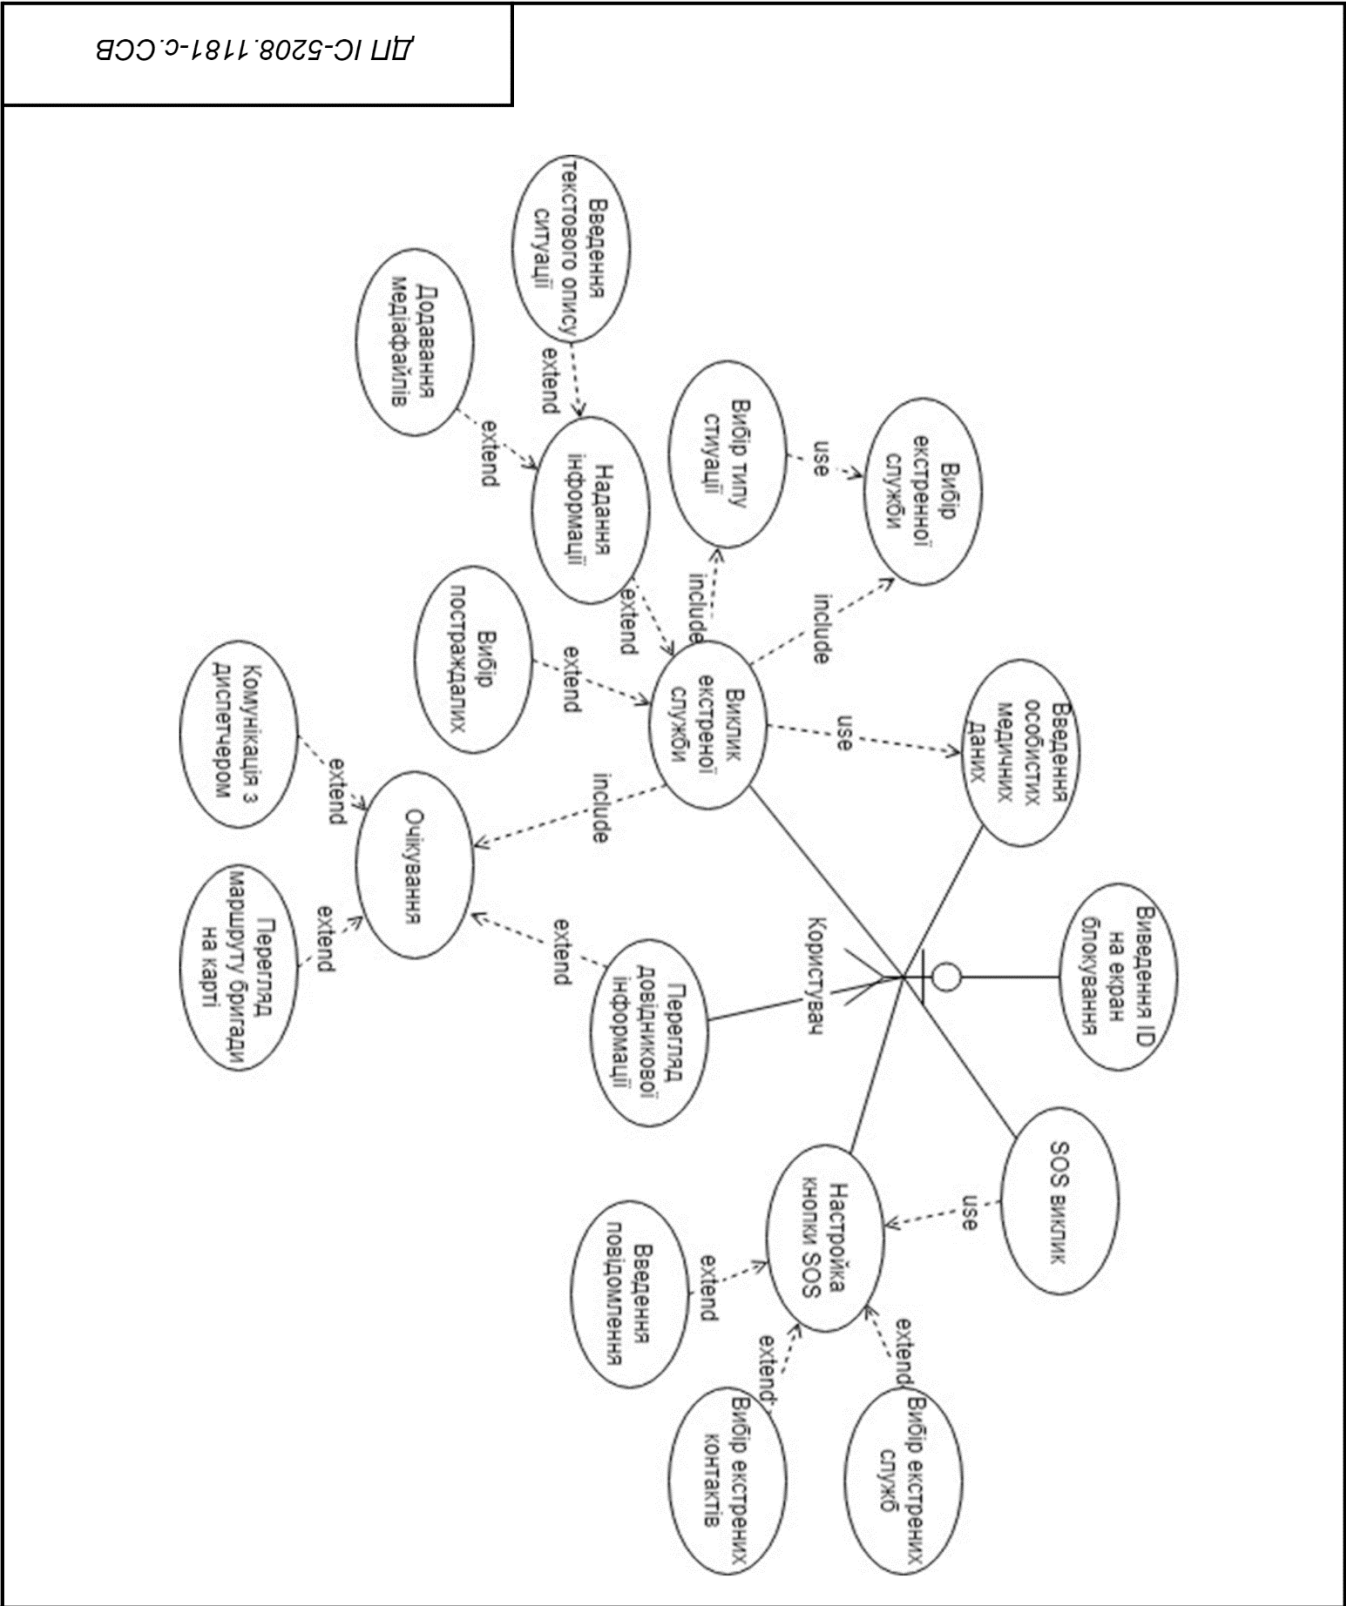 ДП ІС-5208.1181-с.ССВ
Введення
текстового опису
ситуації
extend
Додавання
медіафайлів
extend
Надання
інформації
extend
Вибір типу
стиуації
use
Вибір
екстренної
служби
include
include
Вибір
постраждалих
extend
Виклик
екстреної
служби
use
Введення
особистих
медичних
даних
include
Комунікація з
диспетчером
extend
Очікування
Перегляд
маршруту бригади
на карті
extend
extend
Перегляд
довідникової
інформації
Користувач
Виведення ID
на екран
блокування
SOS виклик
use
Настройка
кнопки SOS
Введення
повідомлення
extend
extend
Вибір екстрених
контактів
extend
Вибір екстрених
служб